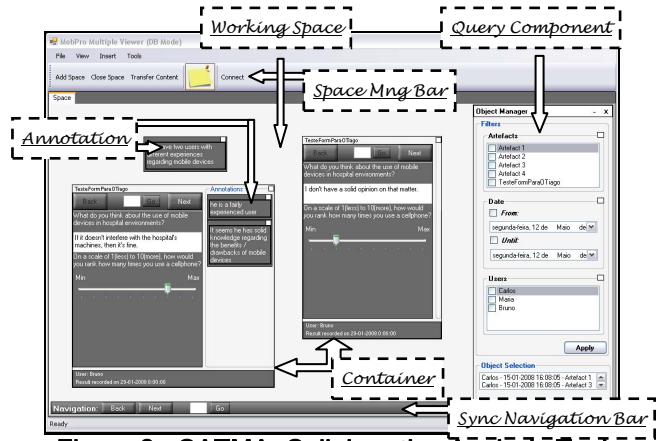 Working Space
Query Component
MobPro Multiple Viewer (DB Mode)
File View Insert Tools
Add Space Close Space Transfer Content Connect
Space Mng Bar
Space
Annotation
have two users with
different experiences
regarding mobile devices
TesteFormParaOTiago
Back Go Next
What do you think about the use of mobile
devices in hospital environments?
If it doesn't interfere with the hospital's
machines, then it's fine.
On a scale of 1(less) to 10(more), how would
you rank how many times you use a cellphone?
Min Max
User: Bruno
Result recorded on 29-01-2008 0:00:00
Annotations
he is a fairly
experienced user
It seems he has solid
knowledge regarding
the benefits /
drawbacks of mobile
devices
TesteFormParaOTiago
Back Go Next
What do you think about the use of mobile
devices in hospital environments?
I don't have a solid opinion on that matter.
On a scale of 1(less) to 10(more), how would
you rank how many times you use a cellphone?
Min Max
User: Bruno
Result recorded on 29-01-2008 0:06:00
Object Manager - x
Filters
Artefacts
Artefact 1
Artefact 2
Artefact 3
Artefact 4
TesteFormParaOTiago
Date
From:
segunda-feira, 12 de Maio de
Until:
segunda-feira, 12 de Maio de
Users
Carlos
Maria
Bruno
Apply
Object Selection
Carlos - 15-01-2008 16:08:05 - Artefact 1
Carlos - 15-01-2008 16:08:05 - Artefact 3
Container
Navigation: Back Next Go
Sync Navigation Bar
Ready